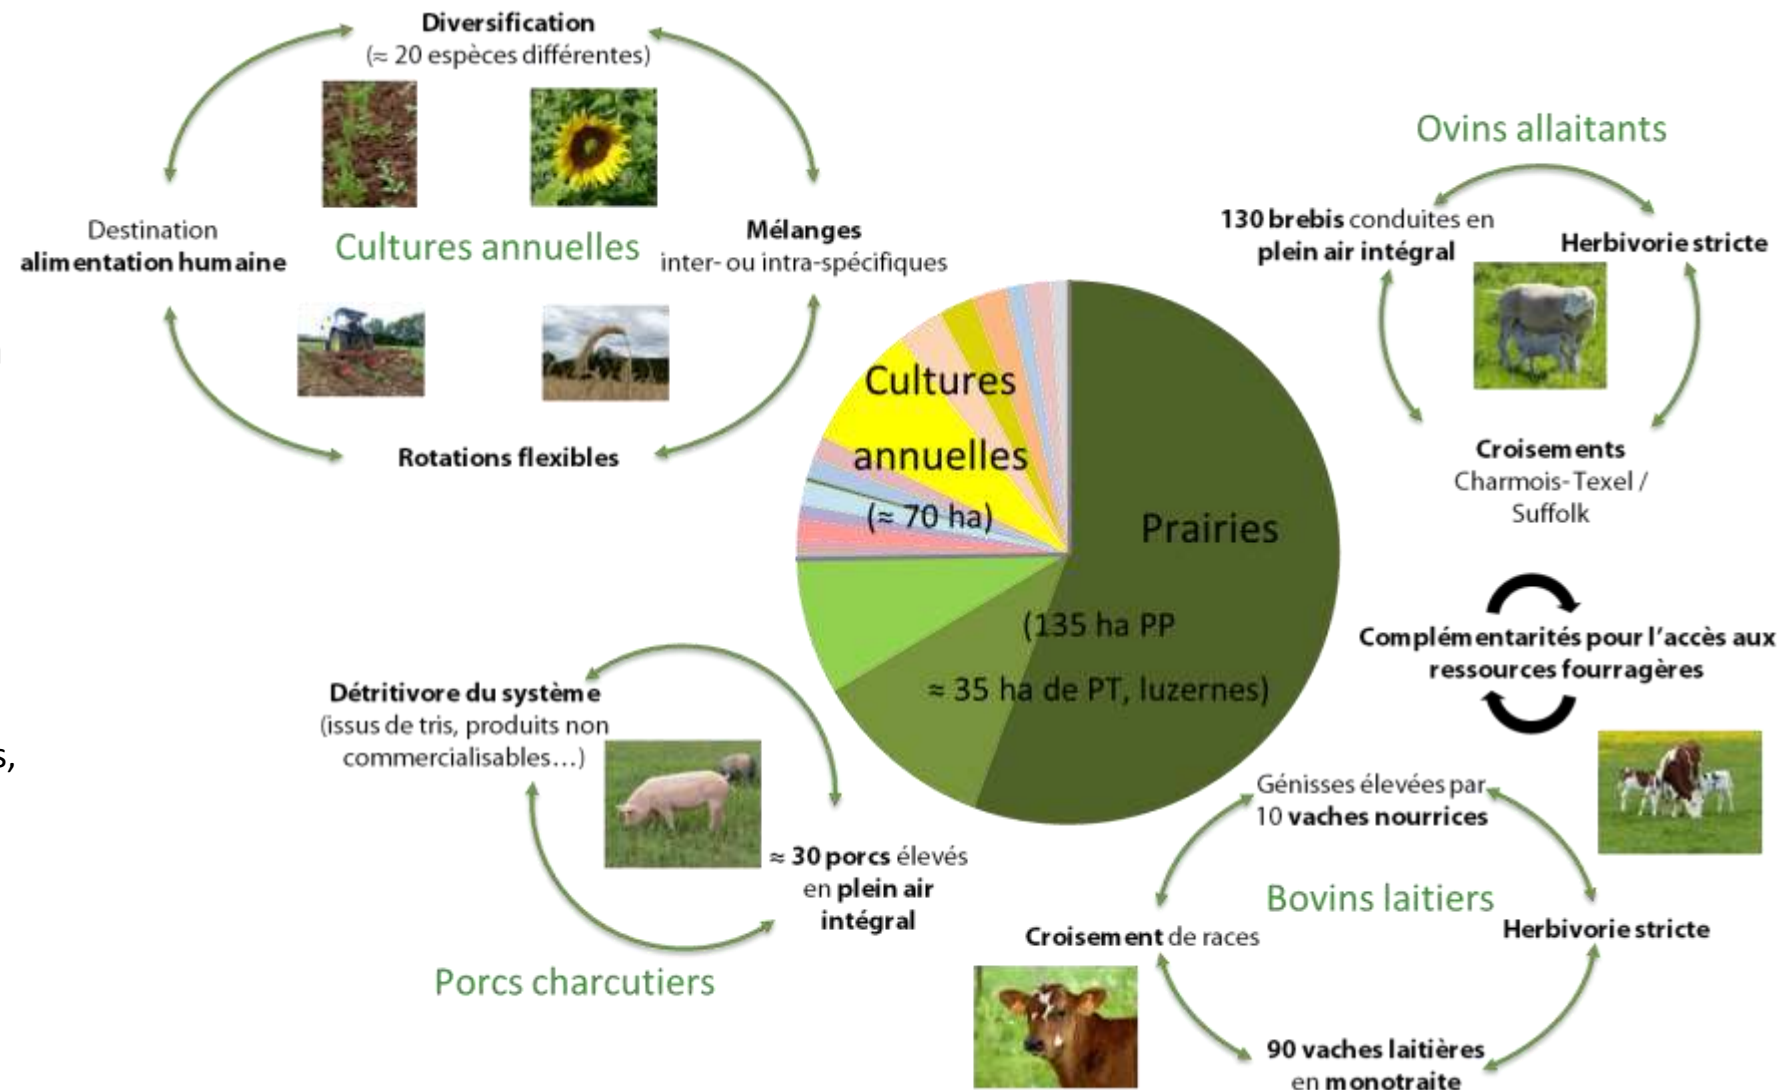 Diversification
(≈ 20 espèces différentes)
Destination
alimentation humaine
Cultures annuelles
Mélanges
inter- ou intra-spécifiques
Rotations flexibles
Ovins allaitants
130 brebis conduites en
plein air intégral
Herbivorie stricte
Croisements
Charmois-Texel /
Suffolk
Cultures
annuelles
(≈ 70 ha)
Prairies
(135 ha PP
≈ 35 ha de PT, luzernes)
Complémentarités pour l'accès aux
ressources fourragères
Détritivore du système
(issus de tris, produits non
commercialisables…)
s,
≈ 30 porcs élevés
en plein air
intégral
Porcs charcutiers
Génisses élevées par
10 vaches nourrices
Bovins laitiers
Croisement de races
Herbivorie stricte
90 vaches laitières
en monotraite